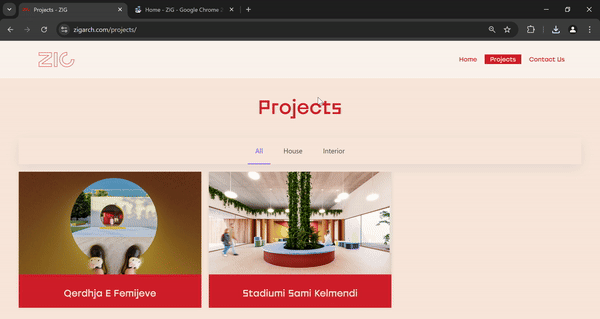 Projects - ZIG
Home - ZIG - Google Chrome
zigarch.com/projects/
ZIG
Home
Projects
Contact Us
Projects
All
House
Interior
Qerdhja E Femijeve
Stadiumi Sami Kelmendi